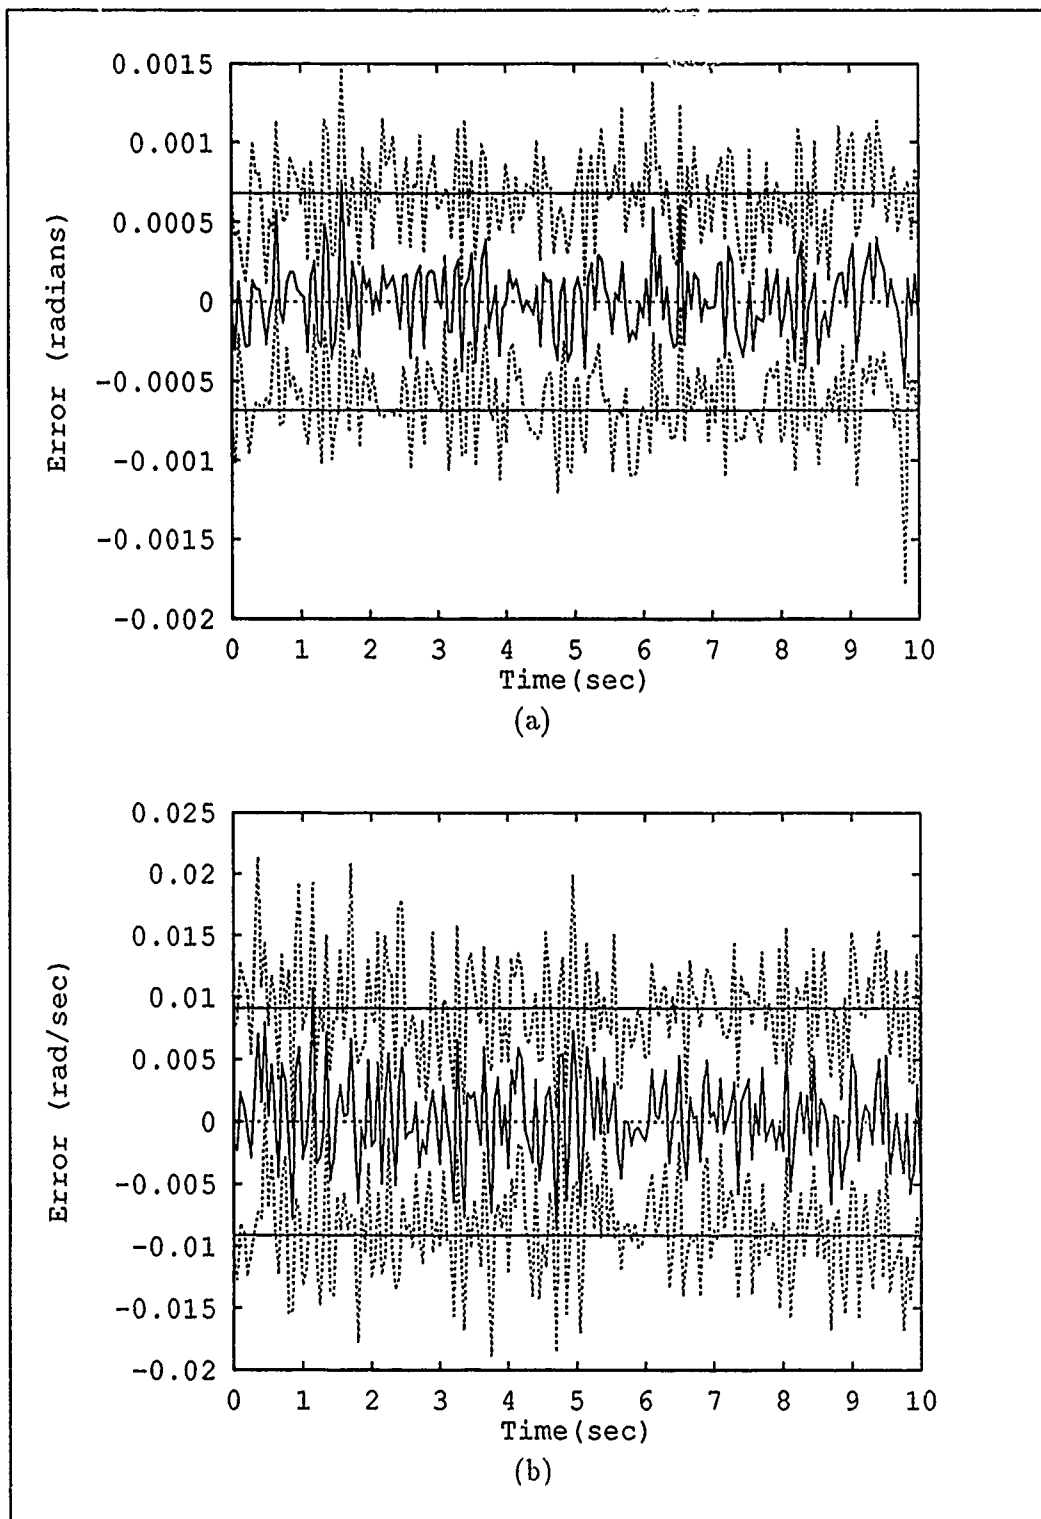 0.0015
0.001
0.0005
0
-0.0005
-0.001
-0.0015
-0.002
Error (radians)
0 1 2 3 4 5 6 7 8 9 10
Time(sec)
(a)
0.025
0.02
0.015
0.01
0.005
0
-0.005
-0.01
-0.015
-0.02
Error (rad/sec)
0 1 2 3 4 5 6 7 8 9 10
Time(sec)
(b)